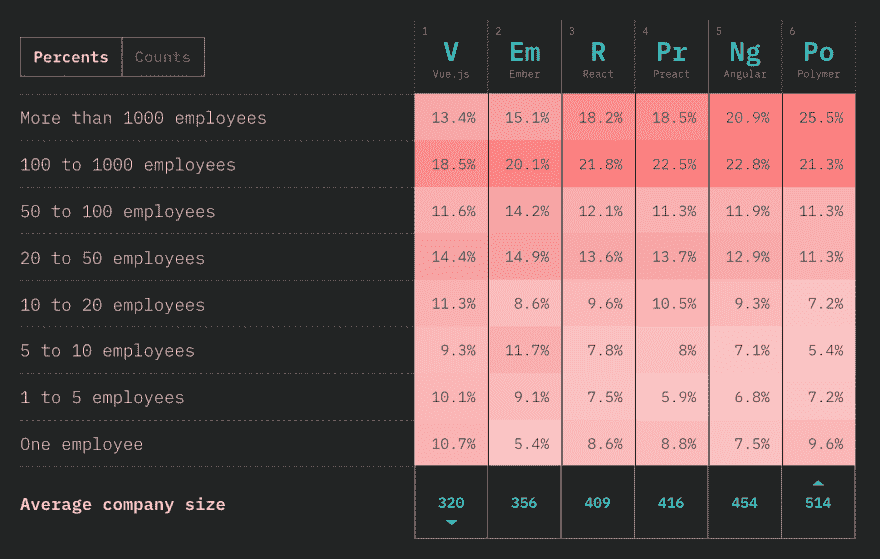 Percents Counts
1 2 3 4 5 6
V Em R Pr Ng Po
Vue.js Ember React Preact Angular Polymer
More than 1000 employees 13.4% 15.1% 18.2% 18.5% 20.9% 25.5%
100 to 1000 employees 18.5% 20.1% 21.8% 22.5% 22.8% 21.3%
50 to 100 employees 11.6% 14.2% 12.1% 11.3% 11.9% 11.3%
20 to 50 employees 14.4% 14.9% 13.6% 13.7% 12.9% 11.3%
10 to 20 employees 11.3% 8.6% 9.6% 10.5% 9.3% 7.2%
5 to 10 employees 9.3% 11.7% 7.8% 8% 7.1% 5.4%
1 to 5 employees 10.1% 9.1% 7.5% 5.9% 6.8% 7.2%
One employee 10.7% 5.4% 8.6% 8.8% 7.5% 9.6%
Average company size 320 356 409 416 454 514